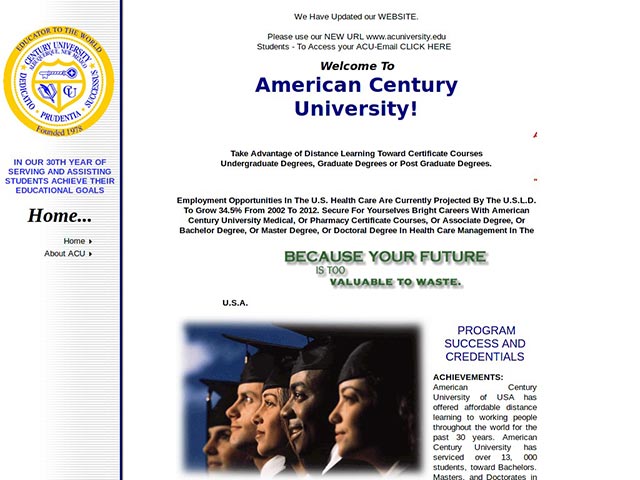 We Have Updated our WEBSITE.
Please use our NEW URL www.acuniversity.edu
Students - To Access your ACU-Email CLICK HERE
Welcome To
American Century
University!
Take Advantage of Distance Learning Toward Certificate Courses
Undergraduate Degrees, Graduate Degrees or Post Graduate Degrees.
EDUCATOR TO THE WORLD
CENTURY UNIVERSITY
ALBUQUERQUE, NEW MEXICO
CU
DEDICATIO PRUDENTIA SUCCESSUS
Founded 1978
IN OUR 30TH YEAR OF
SERVING AND ASSISTING
STUDENTS ACHIEVE THEIR
EDUCATIONAL GOALS
Home...
Home
About ACU
Employment Opportunities In The U.S. Health Care Are Currently Projected By The U.S.L.D.
To Grow 34.5% From 2002 To 2012. Secure For Yourselves Bright Careers With American
Century University Medical, Or Pharmacy Certificate Courses, Or Associate Degree, Or
Bachelor Degree, Or Master Degree, Or Doctoral Degree In Health Care Management In The
BECAUSE YOUR FUTURE
IS TOO
VALUABLE TO WASTE.
U.S.A.
PROGRAM
SUCCESS AND
CREDENTIALS
ACHIEVEMENTS:
American Century
University of USA has
offered affordable distance
learning to working people
throughout the world for the
past 30 years. American
Century University has
serviced over 13, 000
students, toward Bachelors.
Masters, and Doctorates in